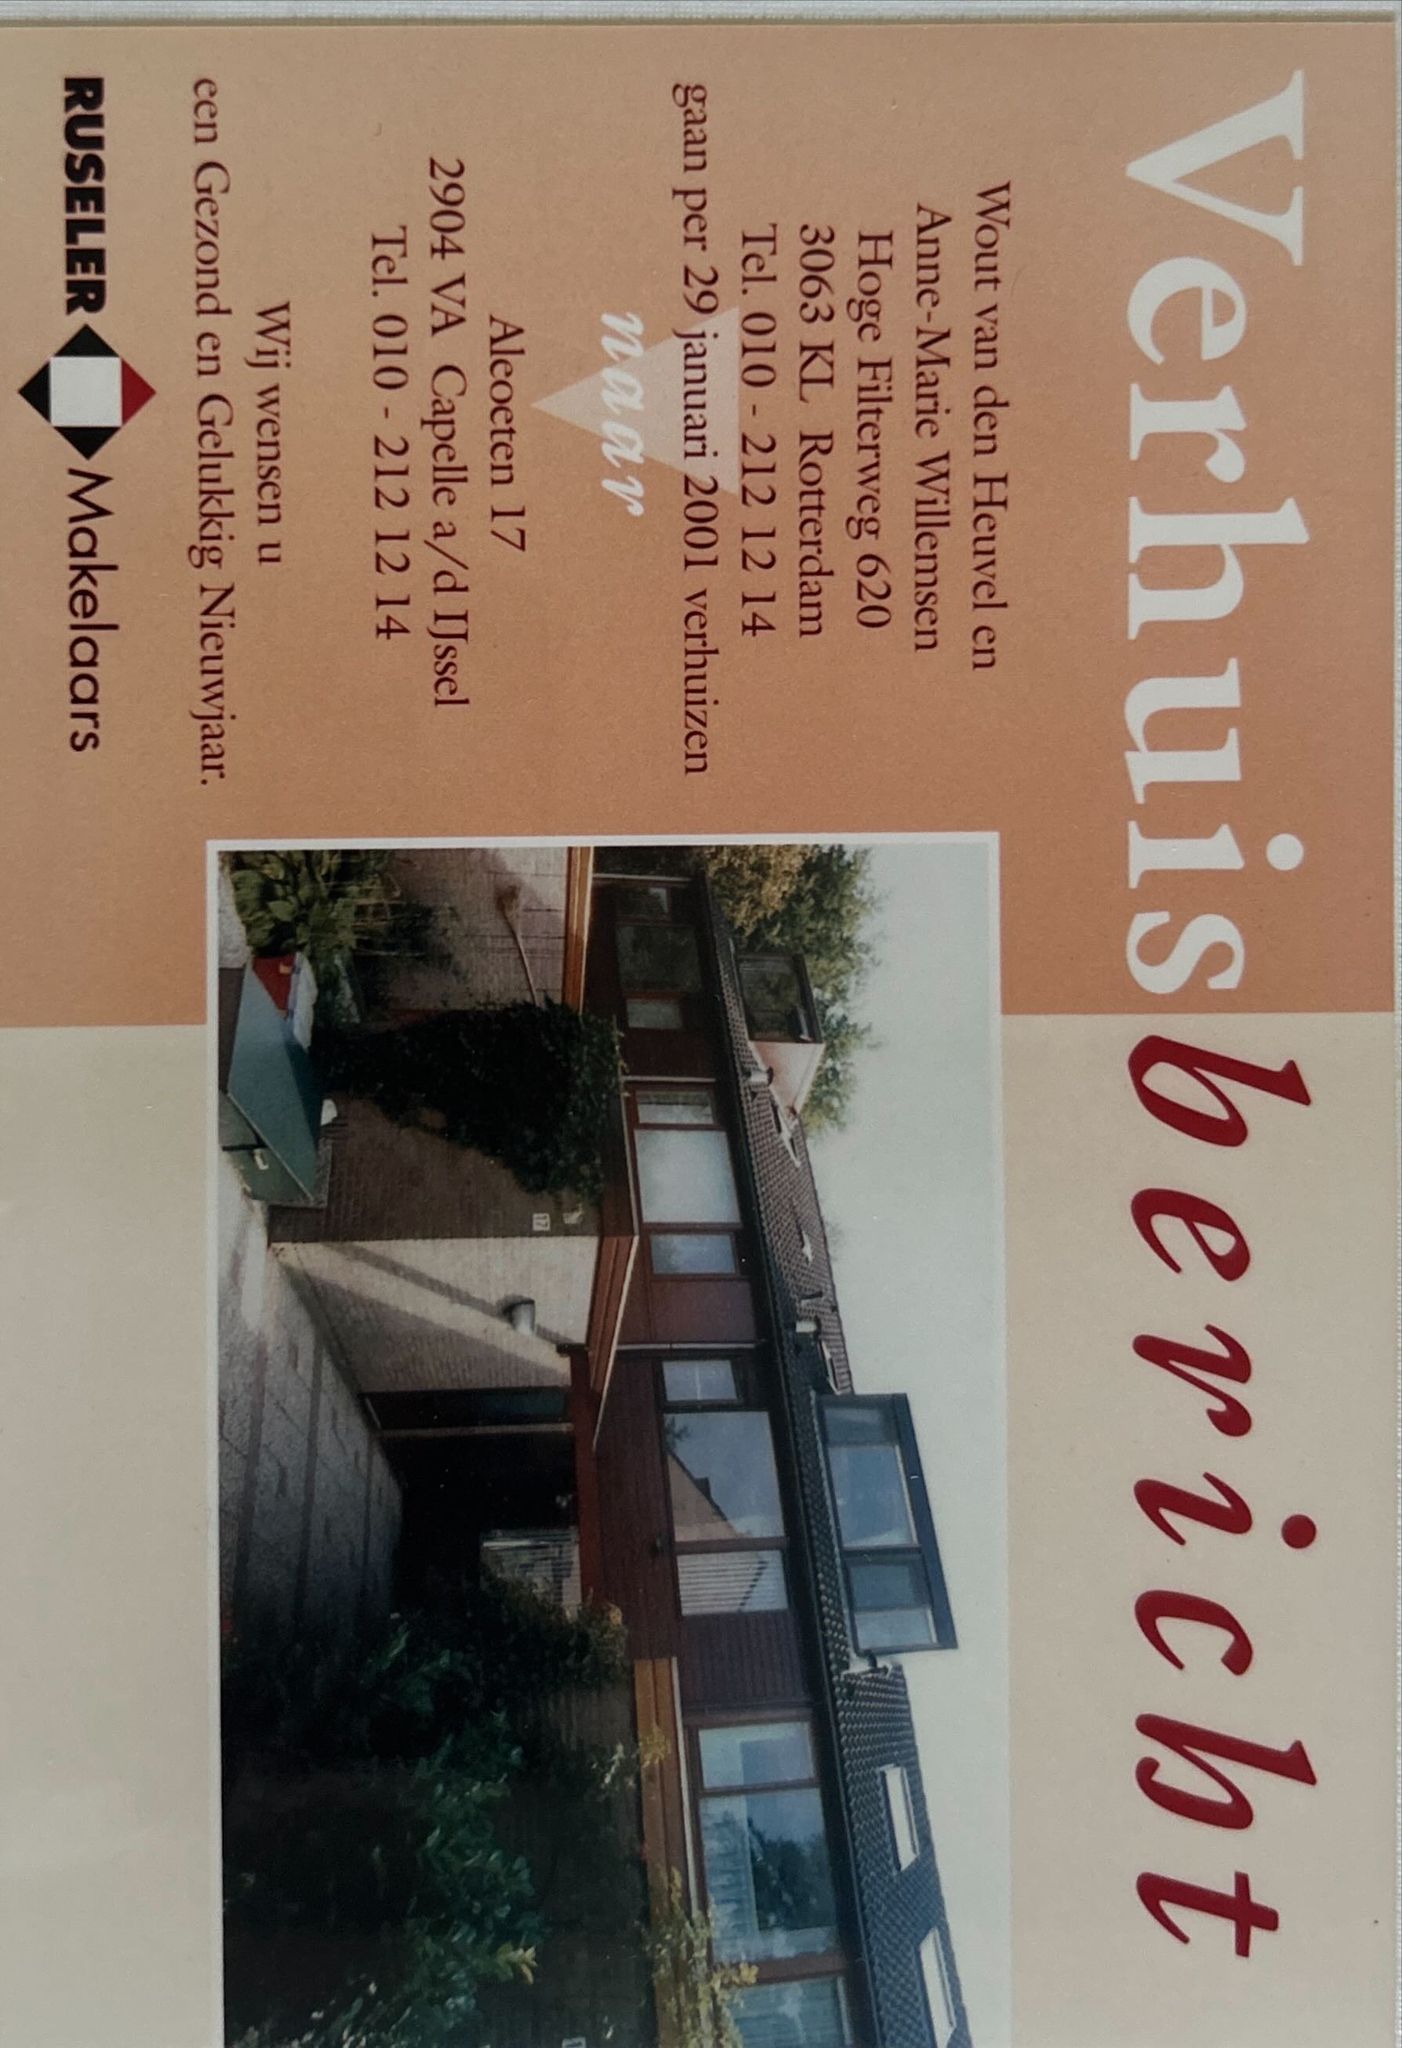 Verhuisbericht
Wout van den Heuvel en
Anne-Marie Willemsen
Hoge Filterweg 620
3063 KL Rotterdam
Tel. 010 - 212 12 14
gaan per 29 januari 2001 verhuizen
naar
Aleoeten 17
2904 VA Capelle a/d IJssel
Tel. 010 - 212 12 14
Wij wensen u
een Gezond en Gelukkig Nieuwjaar.
RUSELER Makelaars
17